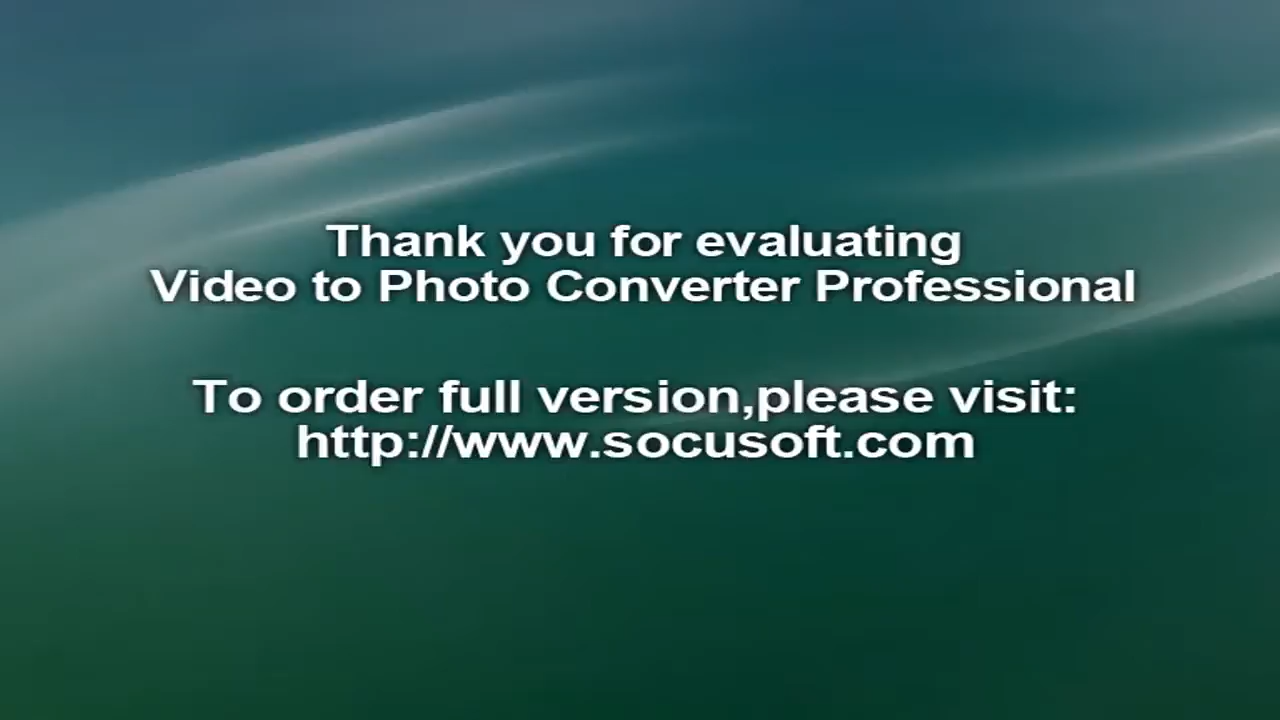 Thank you for evaluating
Video to Photo Converter Professional
To order full version,please visit:
http://www.socusoft.com